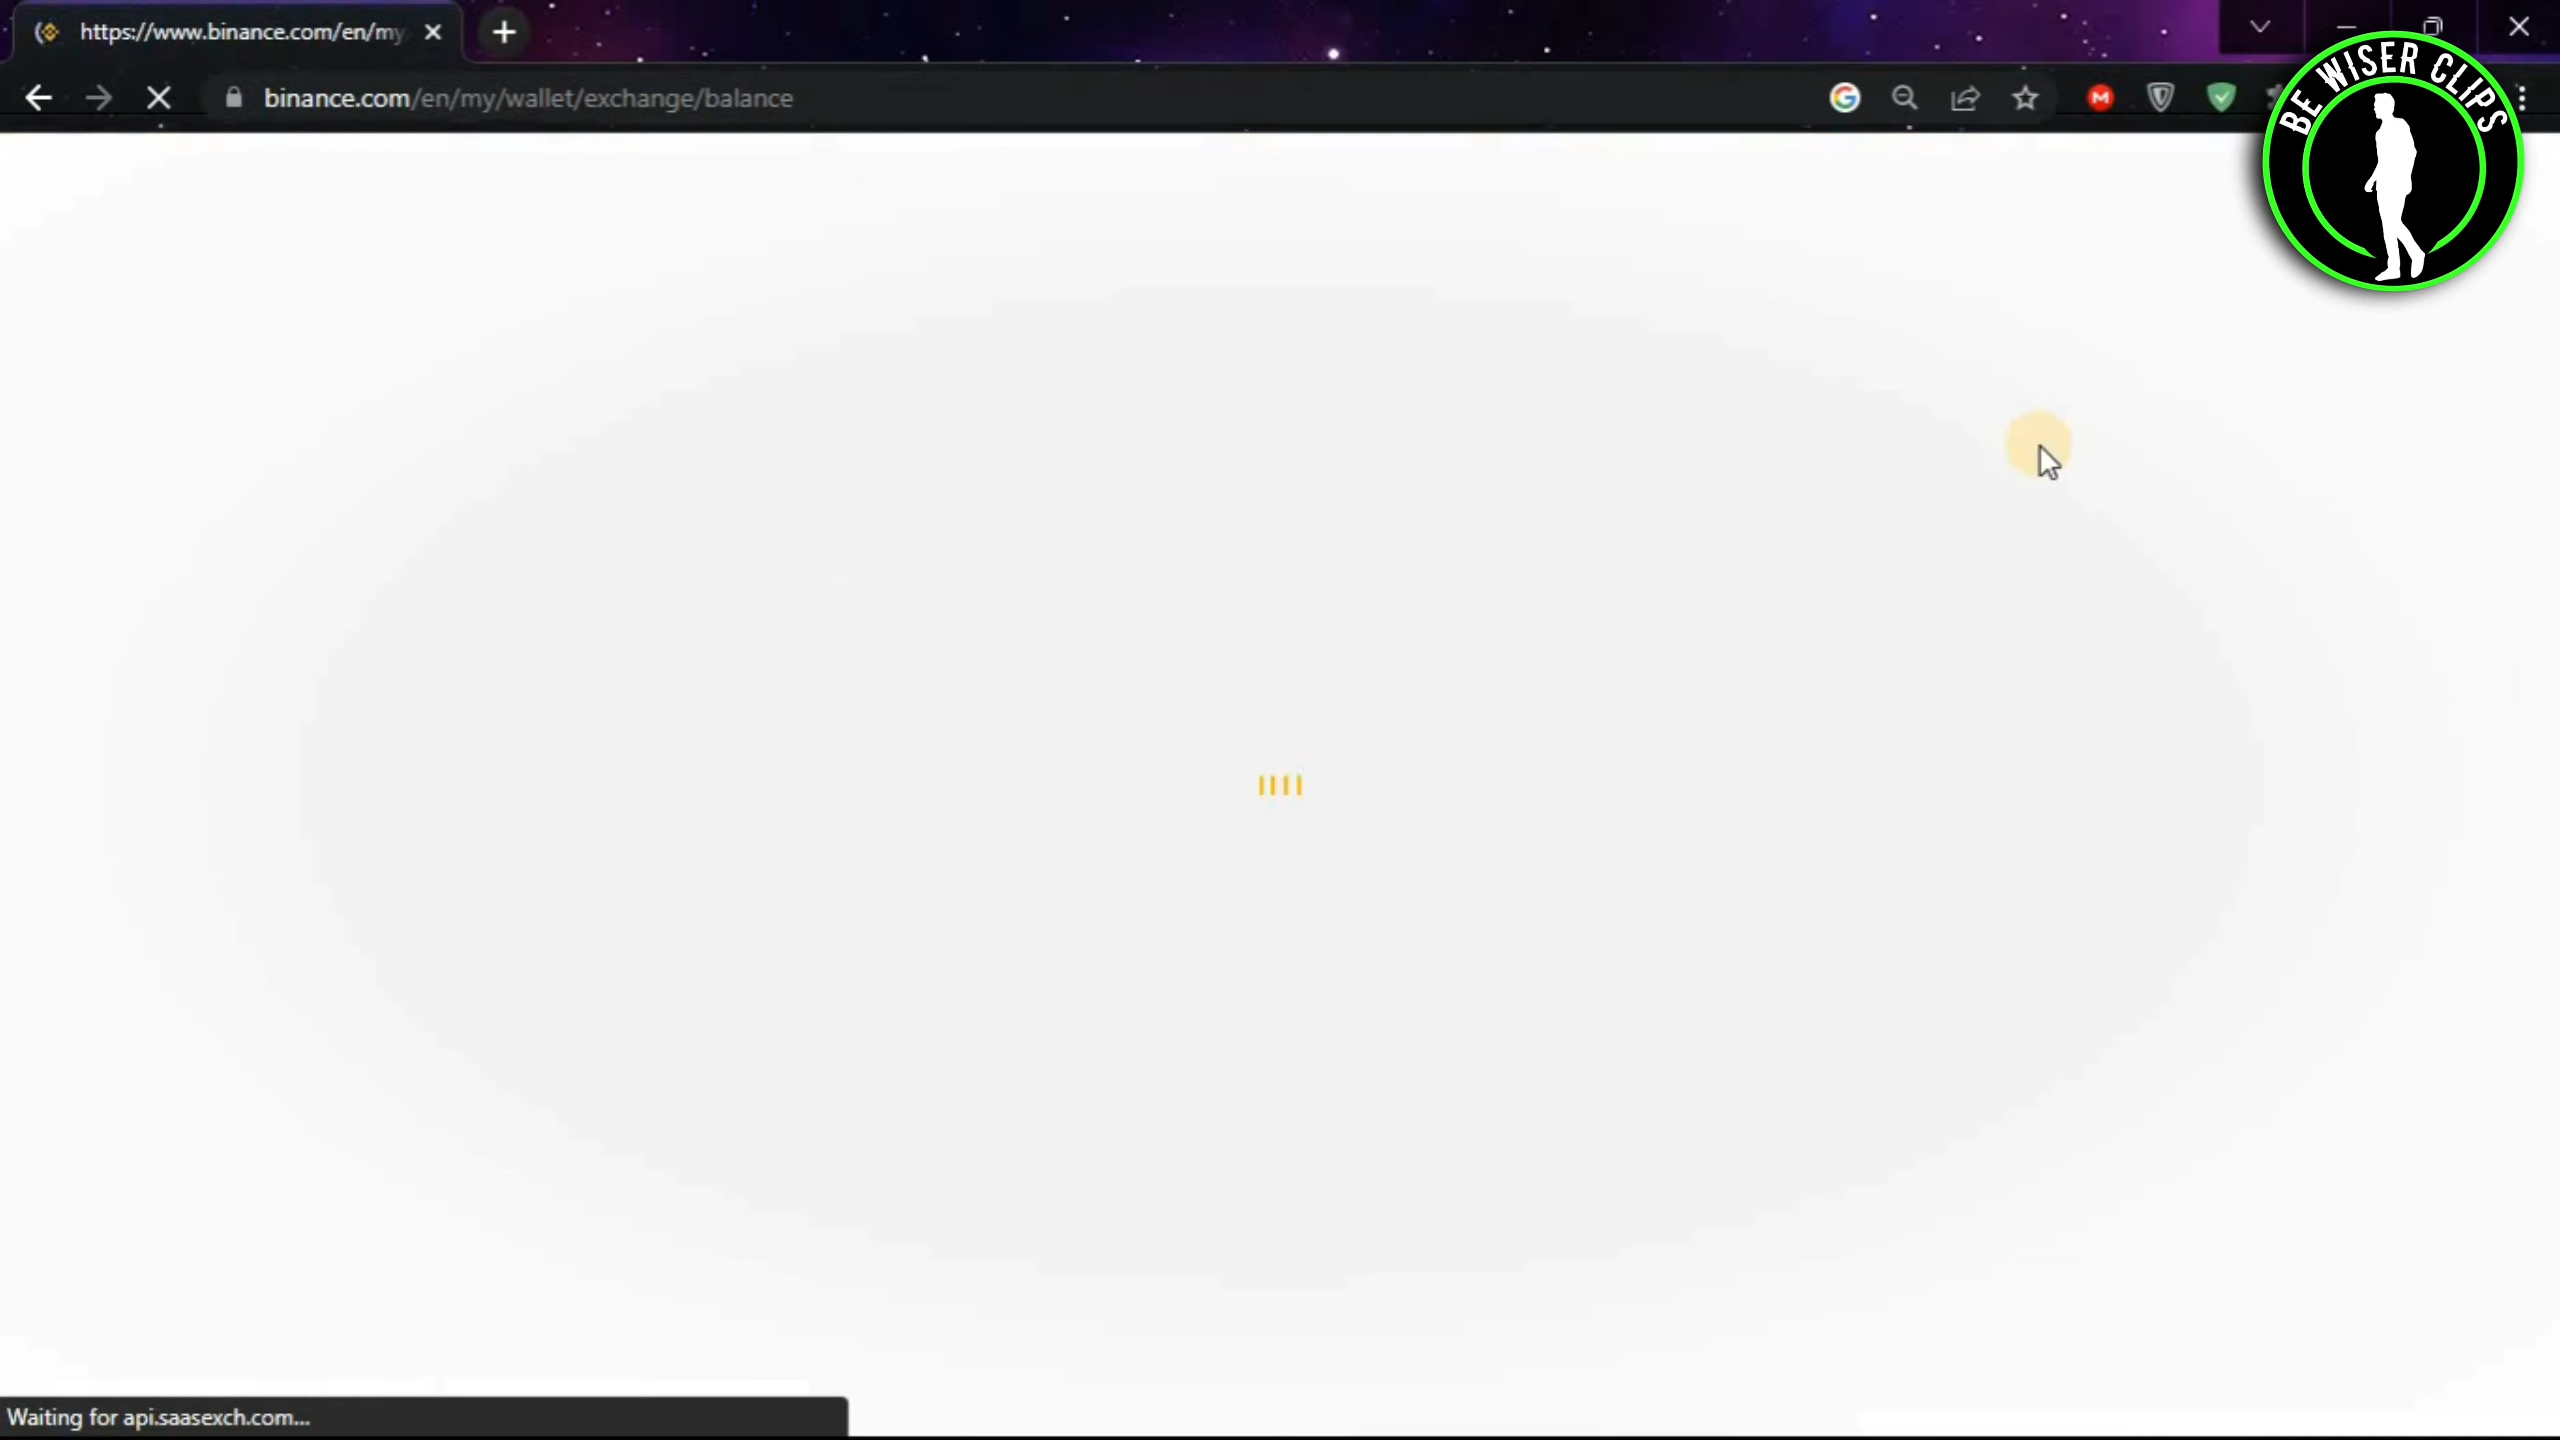 https://www.binance.com/en/my
binance.com/en/my/wallet/exchange/balance
BE WISER CLIPS
Waiting for api.saasexch.com...